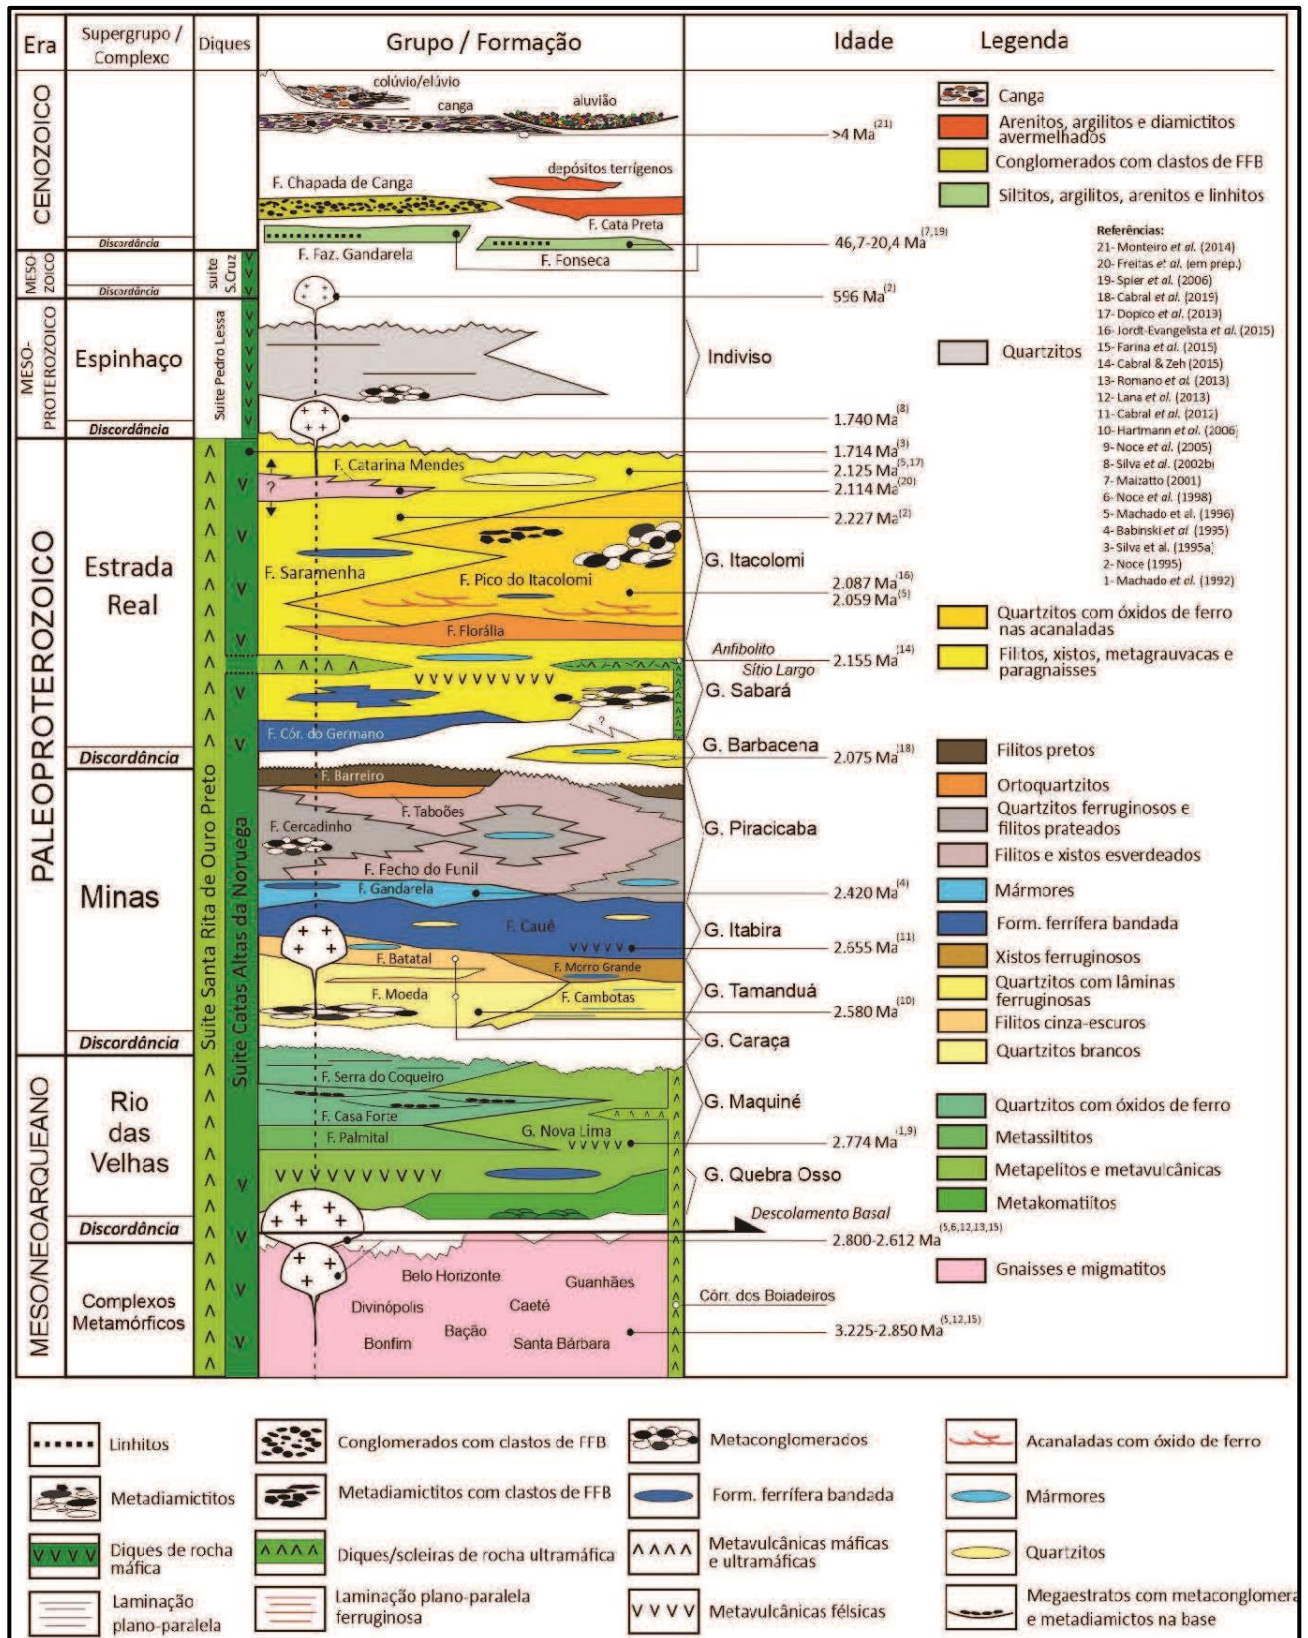 Era
Supergrupo /
Complexo
Diques
Grupo / Formação
Idade
Legenda
CENOZOICO
Discordância
colúvio/elúvio
canga
aluvião
>4 Ma(21)
F. Chapada de Canga
depósitos terrígenos
F. Cata Preta
F. Faz. Gandarela
F. Fonseca
46,7-20,4 Ma(7,19)
Canga
Arenitos, argilitos e diamictitos
avermelhados
Conglomerados com clastos de FFB
Siltitos, argilitos, arenitos e linhitos
Referências:
21- Monteiro et al. (2014)
20- Freitas et al. (em prep.)
19- Spier et al. (2006)
18- Cabral et al. (2019)
17- Dopico et al. (2013)
16- Jordt-Evangelista et al. (2015)
15- Farina et al. (2015)
14- Cabral & Zeh (2015)
13- Romano et al. (2013)
12- Lana et al. (2013)
11- Cabral et al. (2012)
10- Hartmann et al. (2006)
9- Noce et al. (2005)
8- Silva et al. (2002b)
7- Maizatto (2001)
6- Noce et al. (1998)
5- Machado et al. (1996)
4- Babinski et al. (1995)
3- Silva et al. (1995a)
2- Noce (1995)
1- Machado et al. (1992)
MESO-
ZOICO
Discordância
suite
S.Cruz
596 Ma(2)
MESO-
PROTEROZOICO
Espinhaço
Discordância
Suite Pedro Lessa
Indiviso
Quartzitos
1.740 Ma(8)
PALEOPROTEROZOICO
Estrada
Real
Discordância
Suite Santa Rita de Ouro Preto
Suite Catas Altas da Noruega
1.714 Ma(3)
F. Catarina Mendes
2.125 Ma(5,17)
?
2.114 Ma(20)
2.227 Ma(2)
F. Saramenha
F. Pico do Itacolomi
G. Itacolomi
2.087 Ma(16)
2.059 Ma(5)
F. Florália
Anfibolito
Sítio Largo
2.155 Ma(14)
G. Sabará
?
F. Cór. do Germano
G. Barbacena
2.075 Ma(18)
Quartzitos com óxidos de ferro
nas acanaladas
Filitos, xistos, metagrauvacas e
paragnaisses
Minas
Discordância
F. Barreiro
F. Taboões
F. Cercadinho
G. Piracicaba
F. Fecho do Funil
F. Gandarela
2.420 Ma(4)
F. Cauê
G. Itabira
2.655 Ma(11)
F. Batatal
F. Morro Grande
F. Moeda
F. Cambotas
G. Tamanduá
2.580 Ma(10)
G. Caraça
Filitos pretos
Ortoquartzitos
Quartzitos ferruginosos e
filitos prateados
Filitos e xistos esverdeados
Mármores
Form. ferrífera bandada
Xistos ferruginosos
Quartzitos com lâminas
ferruginosas
Filitos cinza-escuros
Quartzitos brancos
MESO/NEOARQUEANO
Rio
das
Velhas
Discordância
F. Serra do Coqueiro
F. Casa Forte
F. Palmital
G. Nova Lima
G. Maquiné
2.774 Ma(1,9)
G. Quebra Osso
Descolamento Basal
2.800-2.612 Ma(5,6,12,13,15)
Quartzitos com óxidos de ferro
Metassiltitos
Metapelitos e metavulcânicas
Metakomatiítos
Complexos
Metamórficos
Belo Horizonte
Guanhães
Divinópolis
Caeté
Bação
Bonfim
Santa Bárbara
Córr. dos Boiadeiros
3.225-2.850 Ma(5,12,15)
Gnaisses e migmatitos
Linhitos
Conglomerados com clastos de FFB
Metaconglomerados
Acanaladas com óxido de ferro
Metadiamictitos
Metadiamictitos com clastos de FFB
Form. ferrífera bandada
Mármores
Diques de rocha
máfica
Diques/soleiras de rocha ultramáfica
Metavulcânicas máficas
e ultramáficas
Quartzitos
Laminação
plano-paralela
Laminação plano-paralela
ferruginosa
Metavulcânicas félsicas
Megaestratos com metaconglomera
e metadiamictos na base